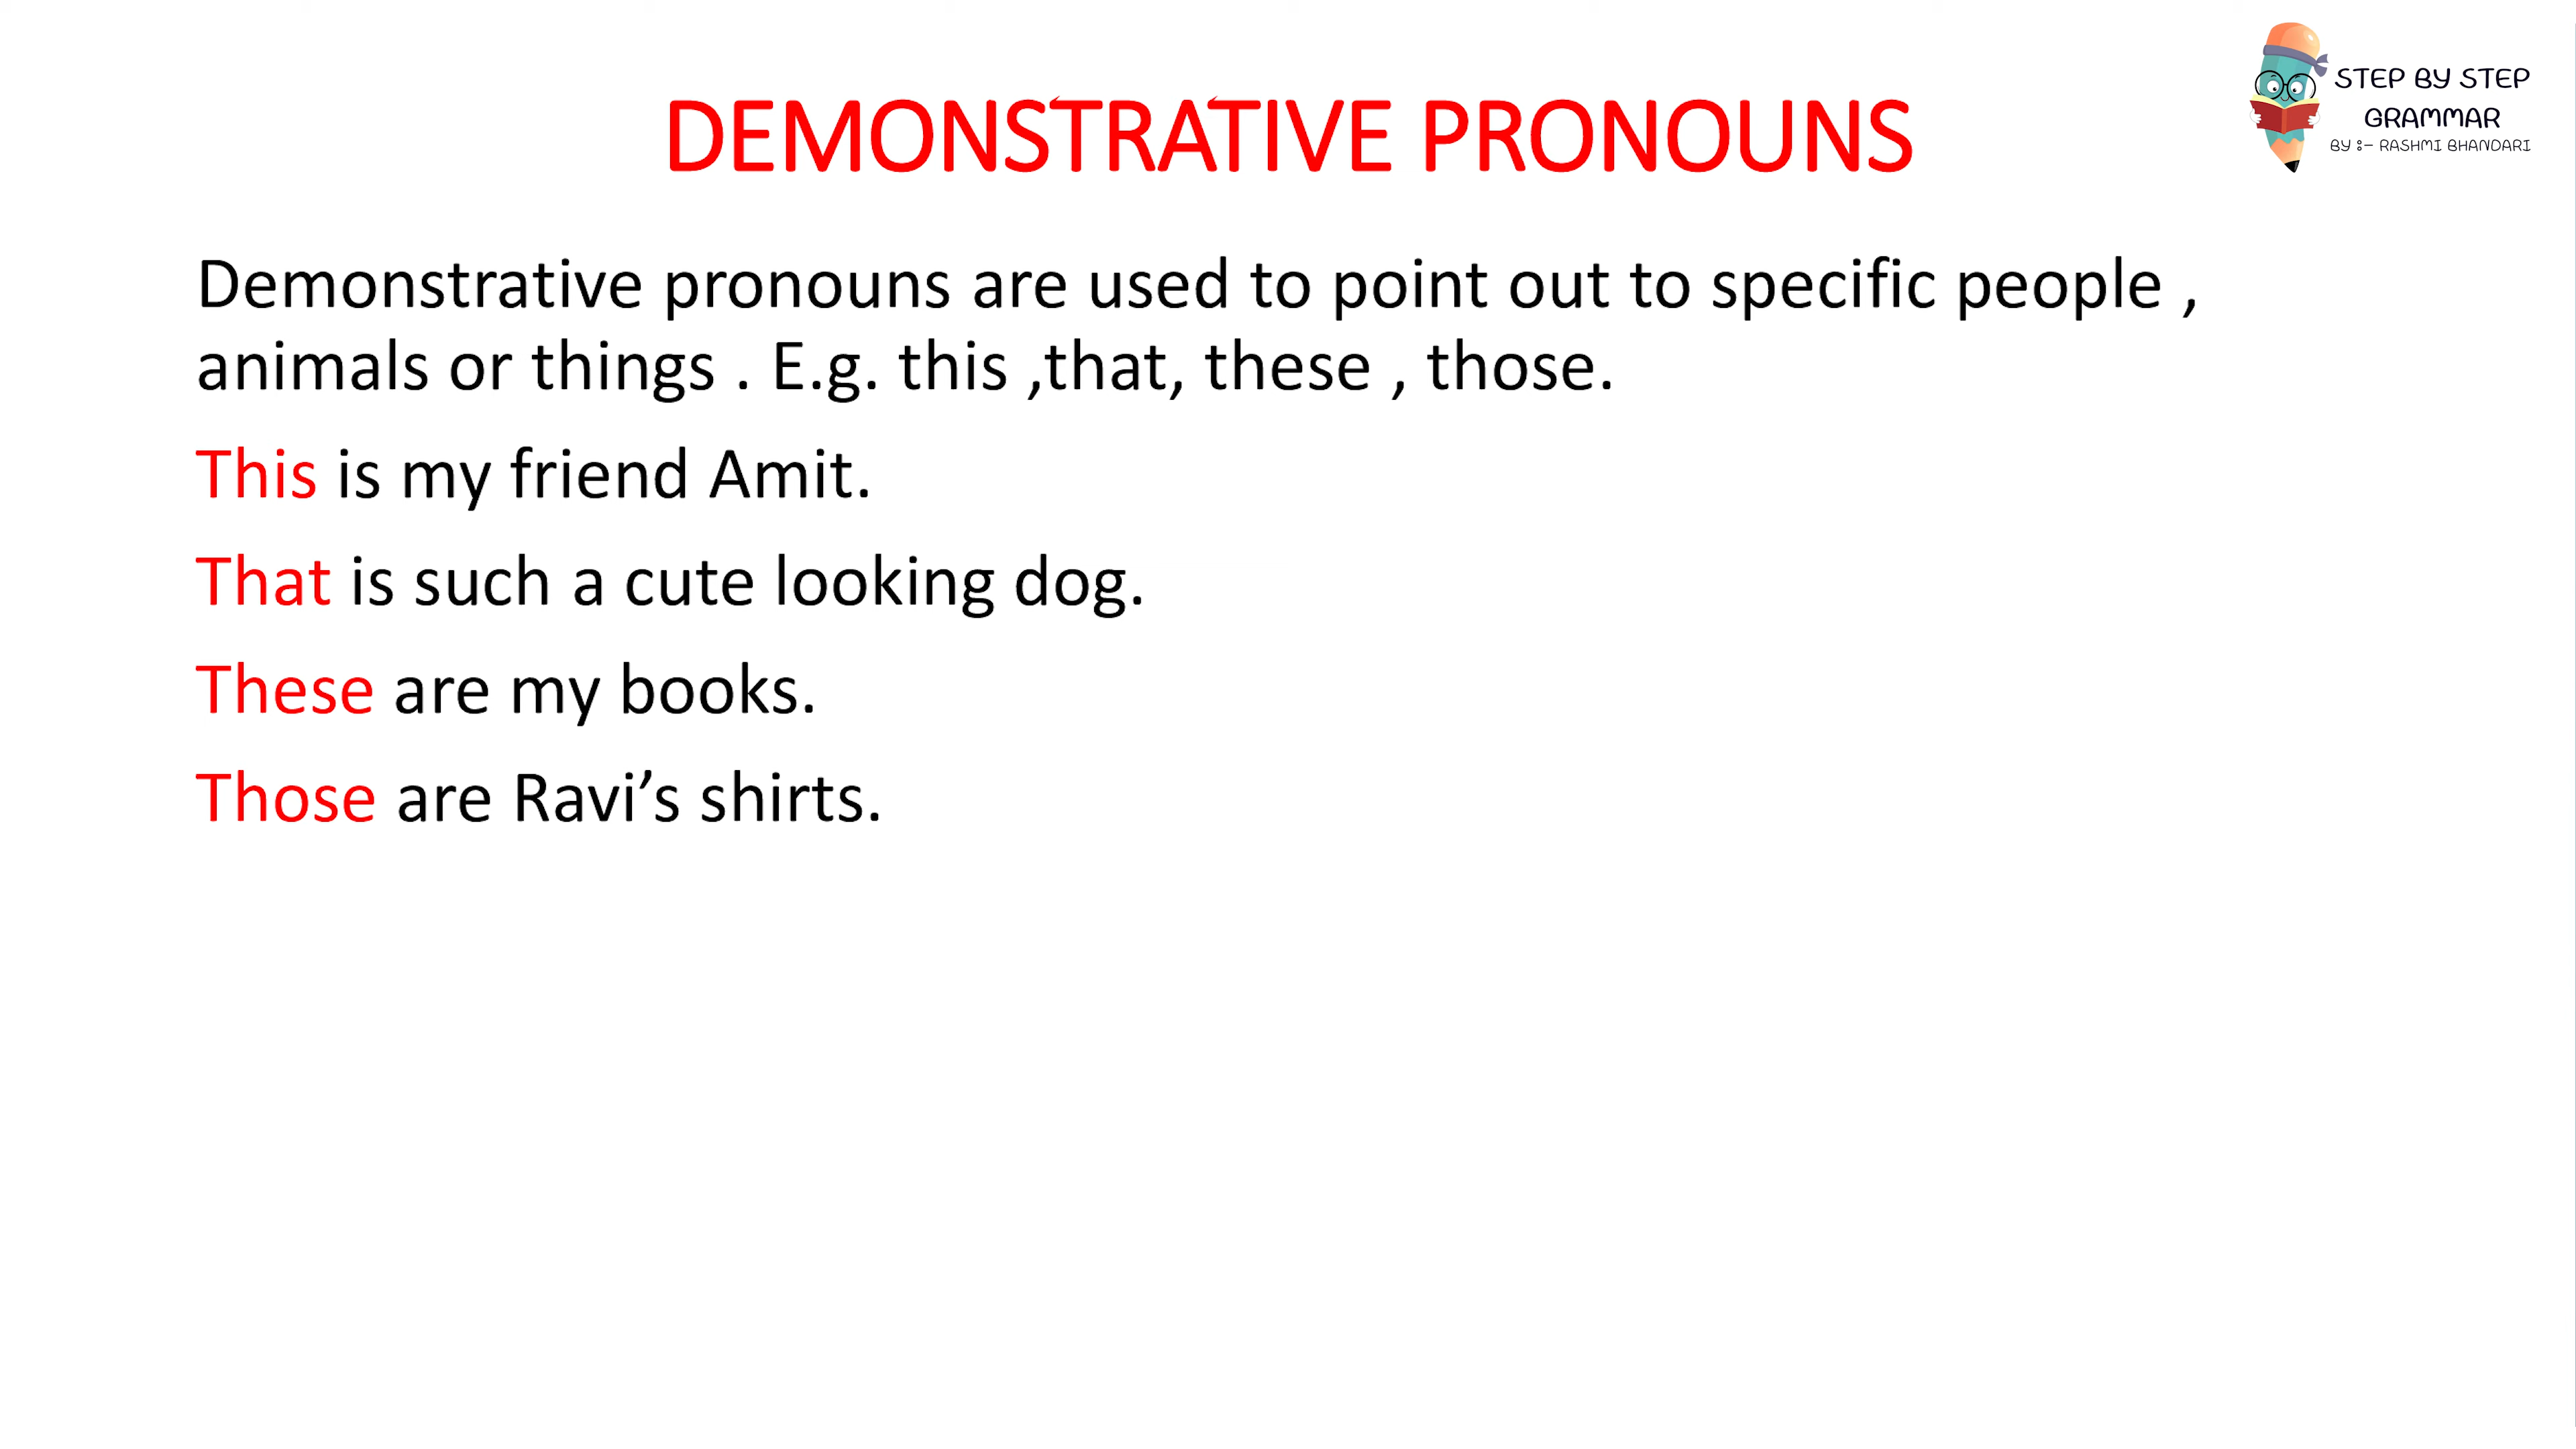 STEP BY STEP
GRAMMAR
BY :- RASHMI BHANDARI
DEMONSTRATIVE PRONOUNS
Demonstrative pronouns are used to point out to specific people ,
animals or things . E.g. this ,that, these , those.
This is my friend Amit.
That is such a cute looking dog.
These are my books.
Those are Ravi’s shirts.